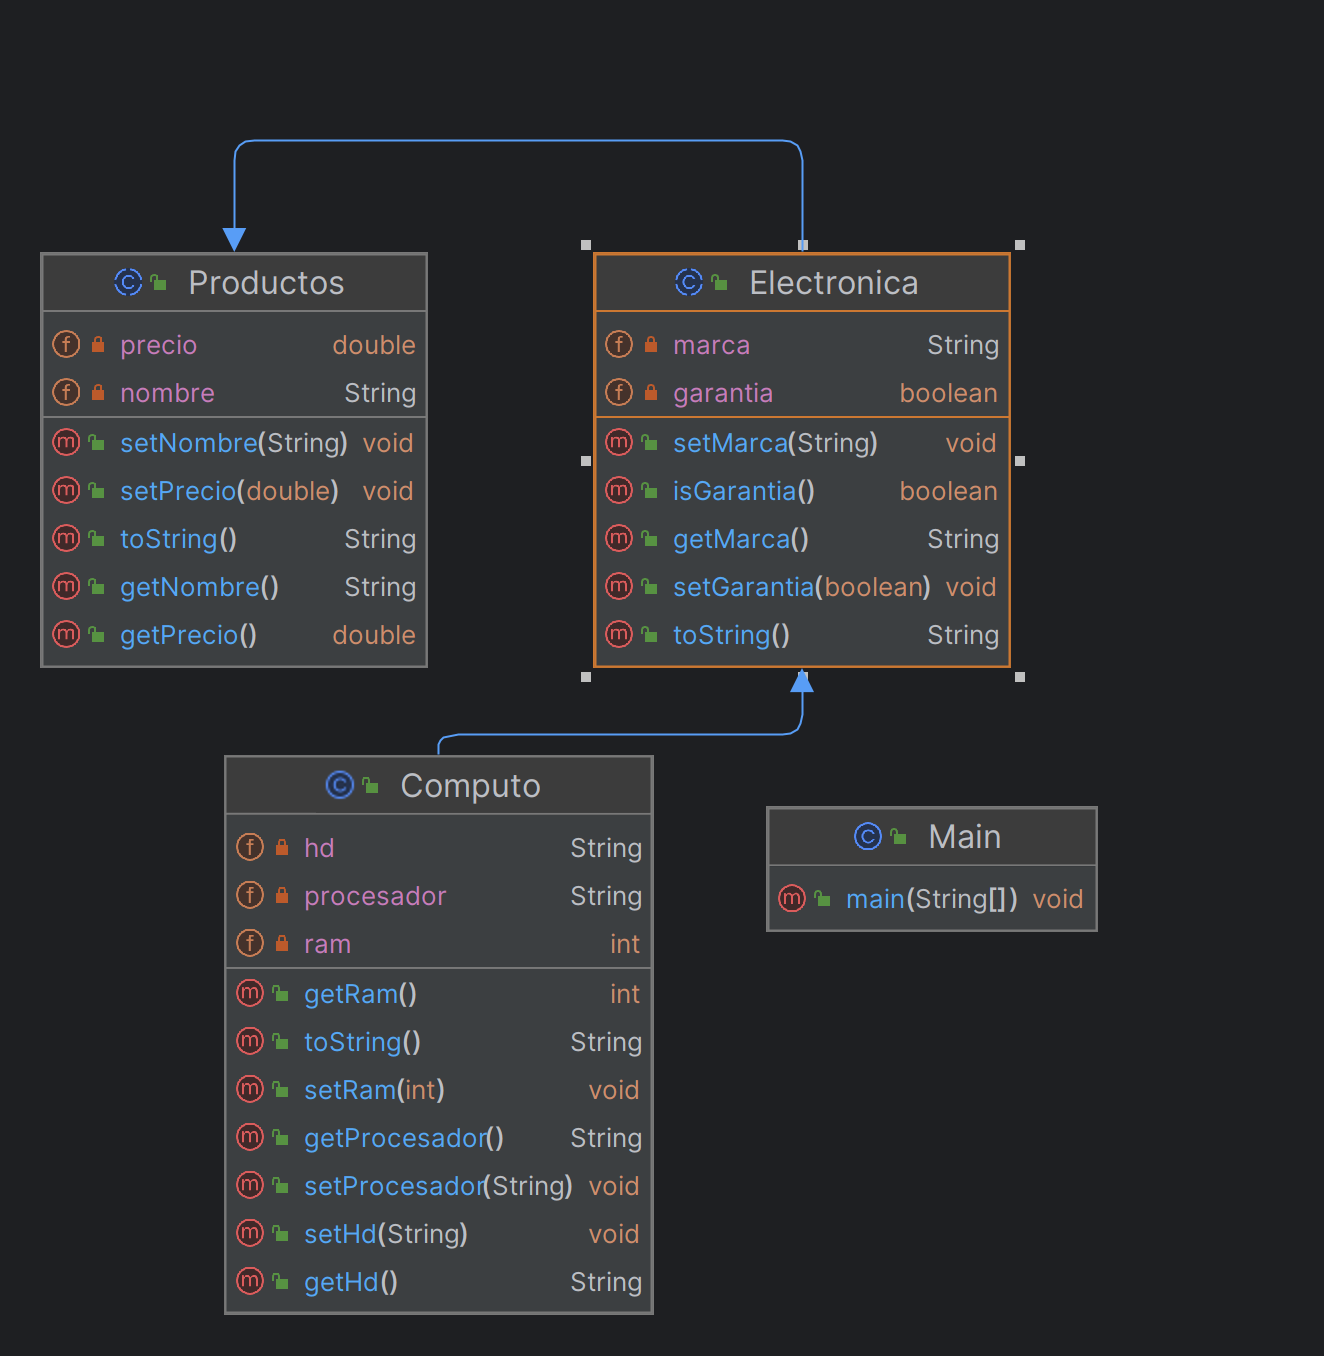 Productos
precio double
nombre String
setNombre(String) void
setPrecio(double) void
toString() String
getNombre() String
getPrecio() double
Electronica
marca String
garantia boolean
setMarca(String) void
isGarantia() boolean
getMarca() String
setGarantia(boolean) void
toString() String
Computo
hd String
procesador String
ram int
getRam() int
toString() String
setRam(int) void
getProcesador() String
setProcesador(String) void
setHd(String) void
getHd() String
Main
main(String[]) void